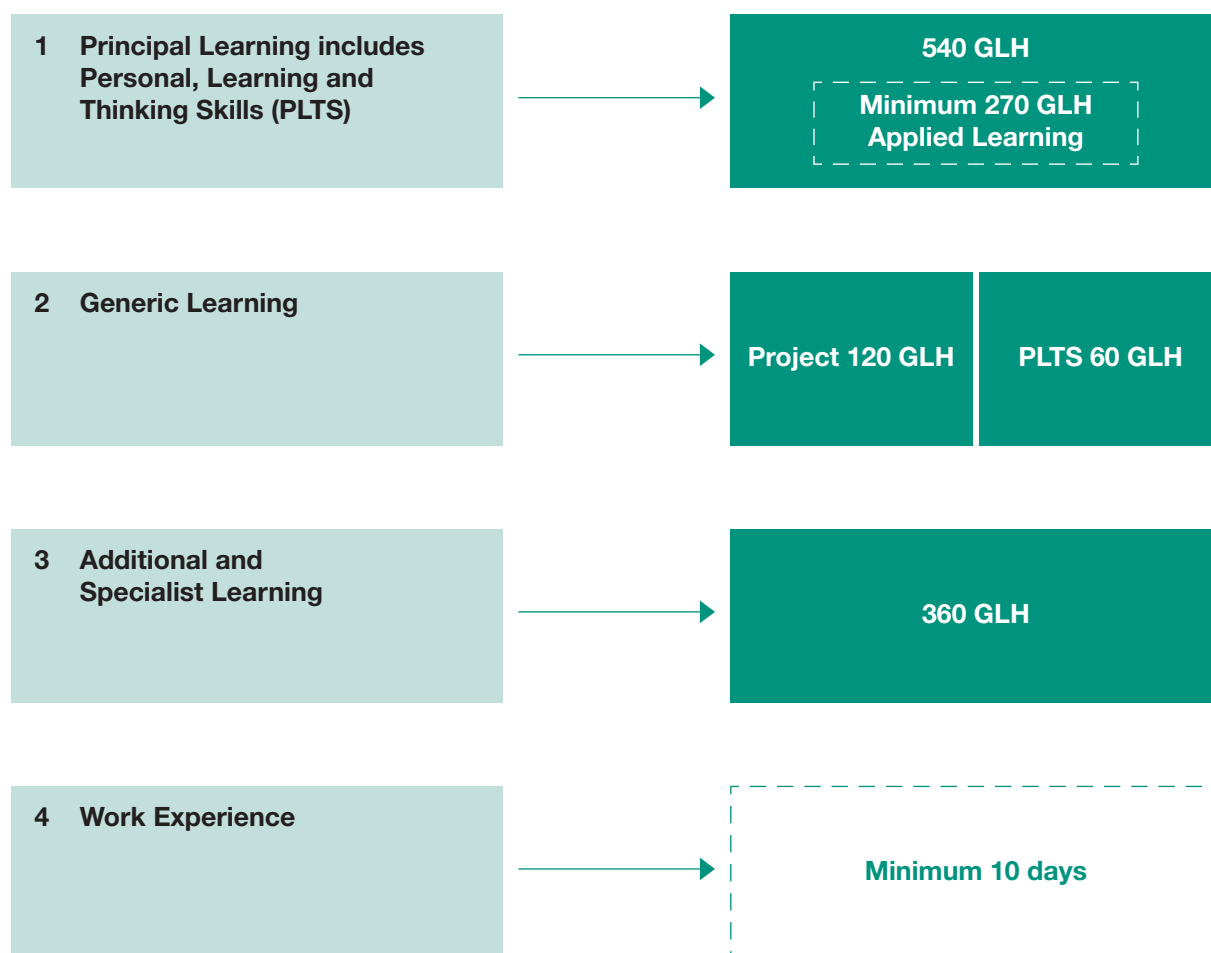 1 Principal Learning includes
Personal, Learning and
Thinking Skills (PLTS)
540 GLH
Minimum 270 GLH
Applied Learning
2 Generic Learning
Project 120 GLH
PLTS 60 GLH
3 Additional and
Specialist Learning
360 GLH
4 Work Experience
Minimum 10 days